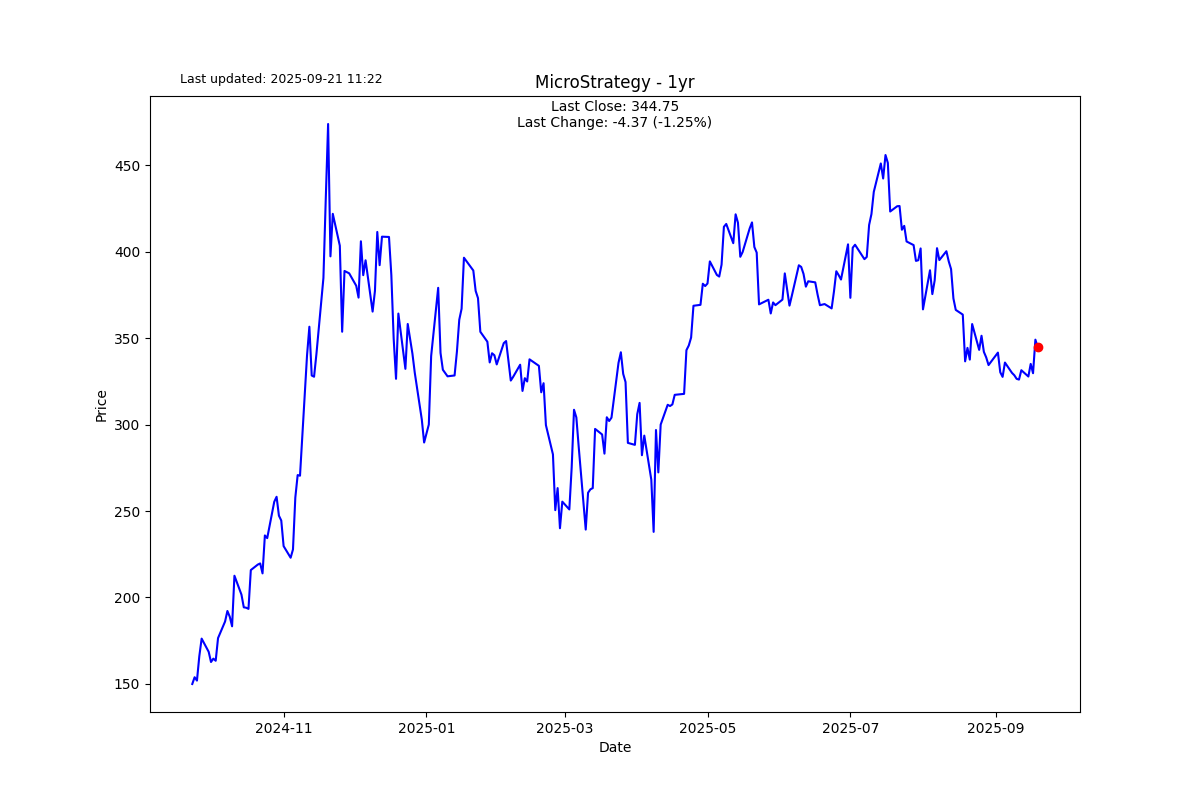 Last updated: 2025-09-21 11:22
MicroStrategy - 1yr
Last Close: 344.75
Last Change: -4.37 (-1.25%)
450
400
350
300
250
200
150
Price
2024-11
2025-01
2025-03
2025-05
2025-07
2025-09
Date